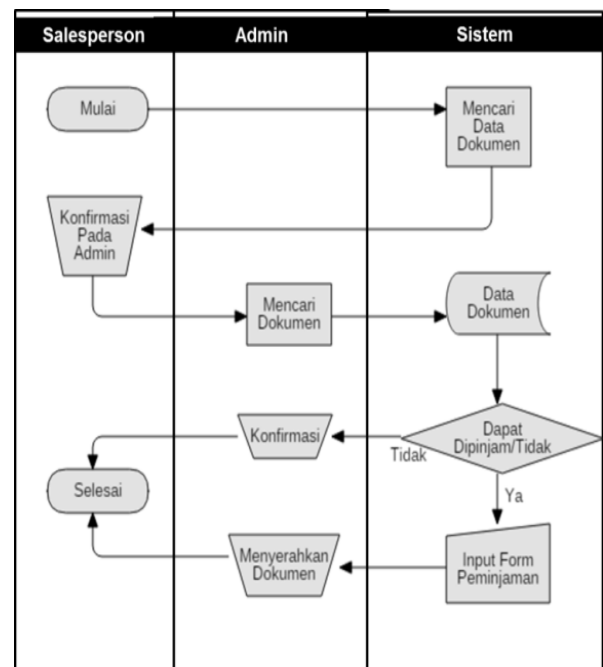 Salesperson
Admin
Sistem
Mulai
Mencari
Data
Dokumen
Konfirmasi
Pada
Admin
Mencari
Dokumen
Data
Dokumen
Dapat
Dipinjam/Tidak
Tidak
Konfirmasi
Selesai
Ya
Input Form
Peminjaman
Menyerahkan
Dokumen